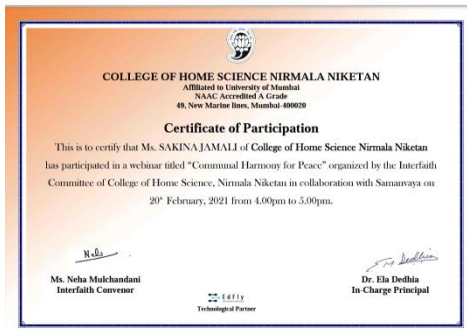 COLLEGE OF HOME SCIENCE NIRMALA NIKETAN
Affiliated to University of Mumbai
NAAC Accredited A Grade
49, New Marine lines, Mumbai-400020
Certificate of Participation
This is to certify that Ms. SAKINA JAMALI of College of Home Science Nirmala Niketan
has participated in a webinar titled “Communal Harmony for Peace” organized by the Interfaith
Committee of College of Home Science, Nirmala Niketan in collaboration with Samanvaya on
20th February, 2021 from 4.00pm to 5.00pm.
Neha
E M Dedhia
Ms. Neha Mulchandani
Dr. Ela Dedhia
Interfaith Convenor
In-Charge Principal
Edfly
Technological Partner